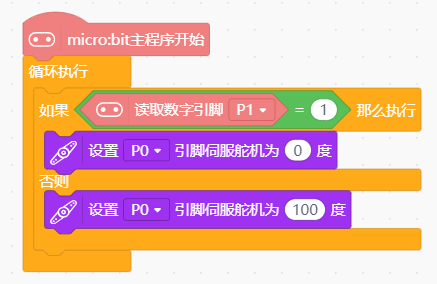 micro:bit主程序开始
循环执行
如果 读取数字引脚 P1 = 1 那么执行
设置 P0 引脚伺服舵机为 0 度
否则
设置 P0 引脚伺服舵机为 100 度